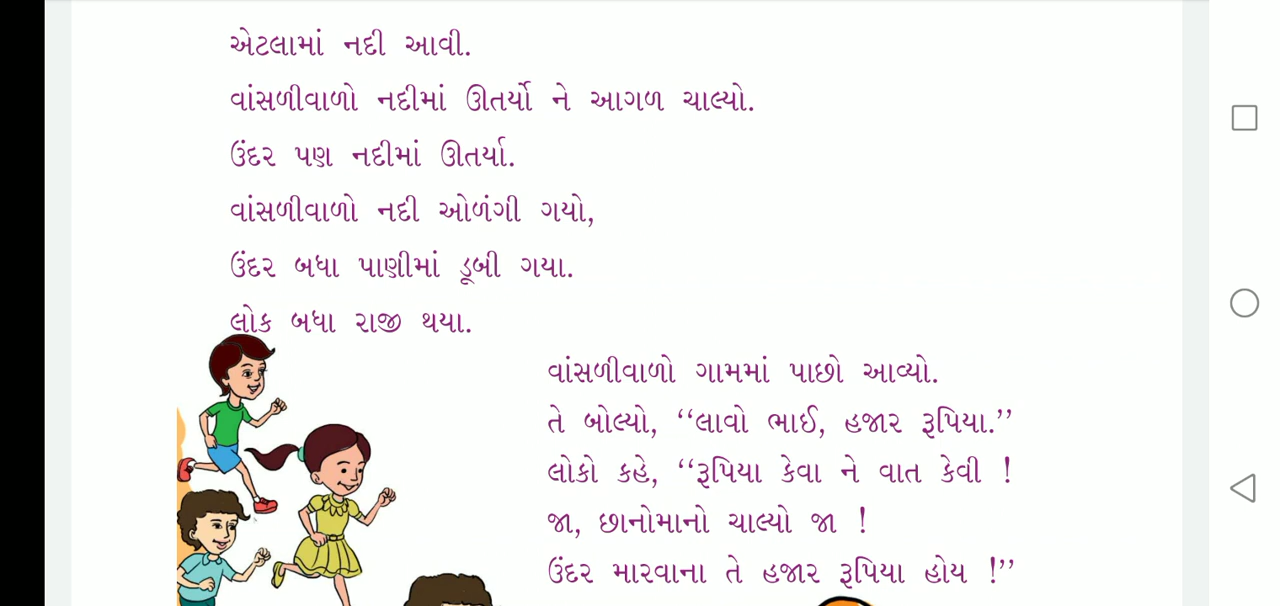 એટલામાં નદી આવી.
વાંસળીવાળો નદીમાં ઊતર્યો ને આગળ ચાલ્યો.
ઉંદર પણ નદીમાં ઊતર્યા.
વાંસળીવાળો નદી ઓળંગી ગયો,
ઉંદર બધા પાણીમાં ડૂબી ગયા.
લોક બધા રાજી થયા.
વાંસળીવાળો ગામમાં પાછો આવ્યો.
તે બોલ્યો, “લાવો ભાઈ, હજાર રૂપિયા.”
લોકો કહે, “રૂપિયા કેવા ને વાત કેવી !
જા, છાનોમાનો ચાલ્યો જા !
ઉંદર મારવાના તે હજાર રૂપિયા હોય !”